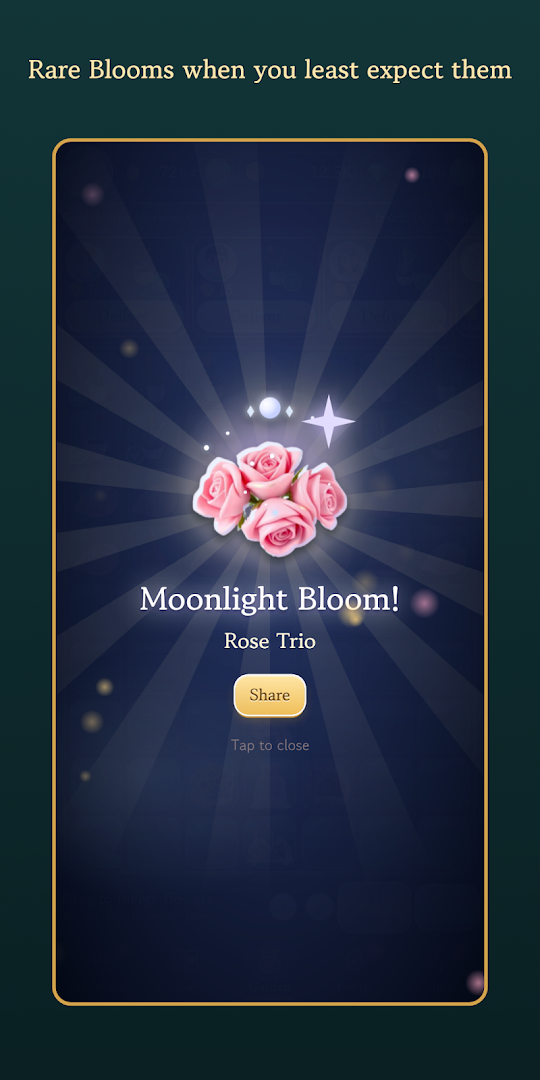 Rare Blooms when you least expect them
Moonlight Bloom!
Rose Trio
Share
Tap to close